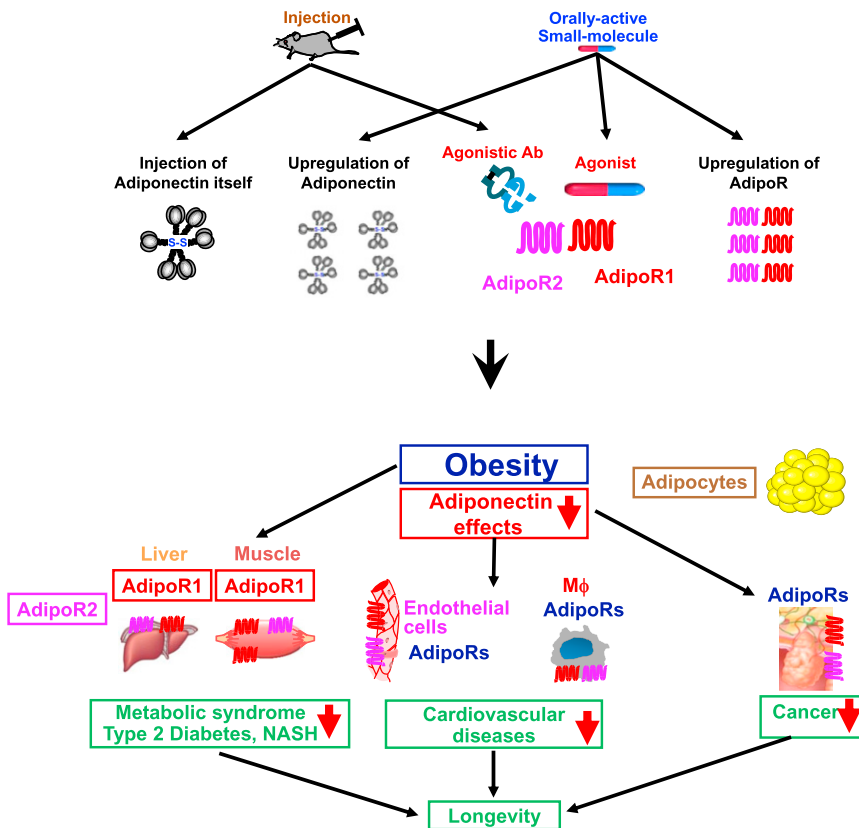 Injection
Orally-active
Small-molecule
Injection of
Adiponectin itself
S-S
Upregulation of
Adiponectin
S-S
S-S
S-S
S-S
Agonistic Ab
Agonist
AdipoR2
AdipoR1
Upregulation of
AdipoR
Obesity
Adiponectin
effects
Adipocytes
Liver
Muscle
AdipoR2
AdipoR1
AdipoR1
Endothelial
cells
AdipoRs
Mϕ
AdipoRs
AdipoRs
Metabolic syndrome
Type 2 Diabetes, NASH
Cardiovascular
diseases
Cancer
Longevity